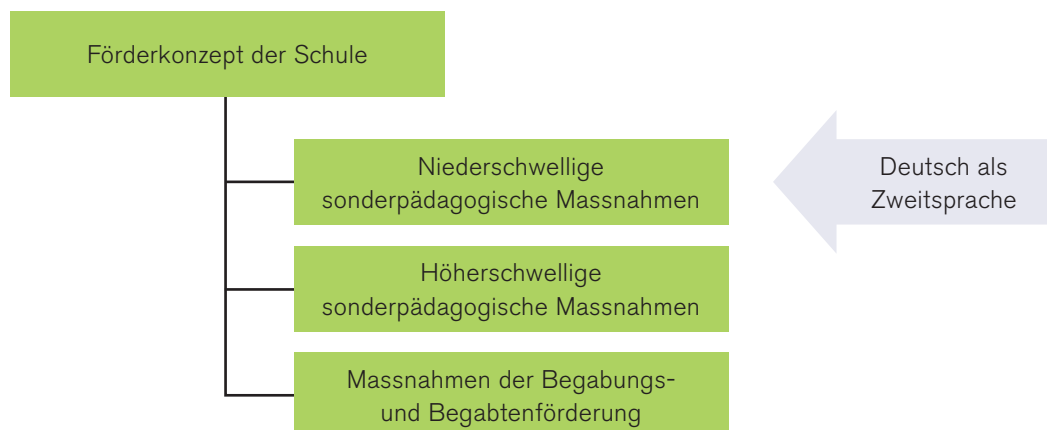 Förderkonzept der Schule
Niederschwellige
sonderpädagogische Massnahmen
Deutsch als
Zweitsprache
Höherschwellige
sonderpädagogische Massnahmen
Massnahmen der Begabungs-
und Begabtenförderung